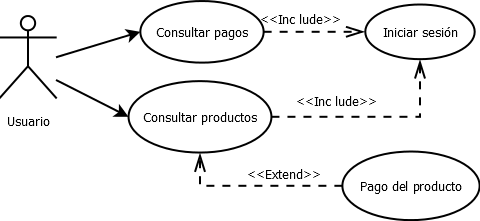 Consultar pagos
<<Inc lude>>
Iniciar sesión
Usuario
Consultar productos
<<Inc lude>>
<<Extend>>
Pago del producto